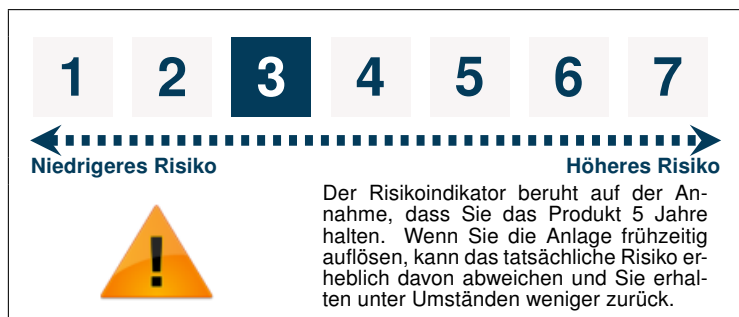 1 2 3 4 5 6 7
Niedrigeres Risiko Höheres Risiko
Der Risikoindikator beruht auf der An-
nahme, dass Sie das Produkt 5 Jahre
halten. Wenn Sie die Anlage frühzeitig
auflösen, kann das tatsächliche Risiko er-
heblich davon abweichen und Sie erhal-
ten unter Umständen weniger zurück.
!